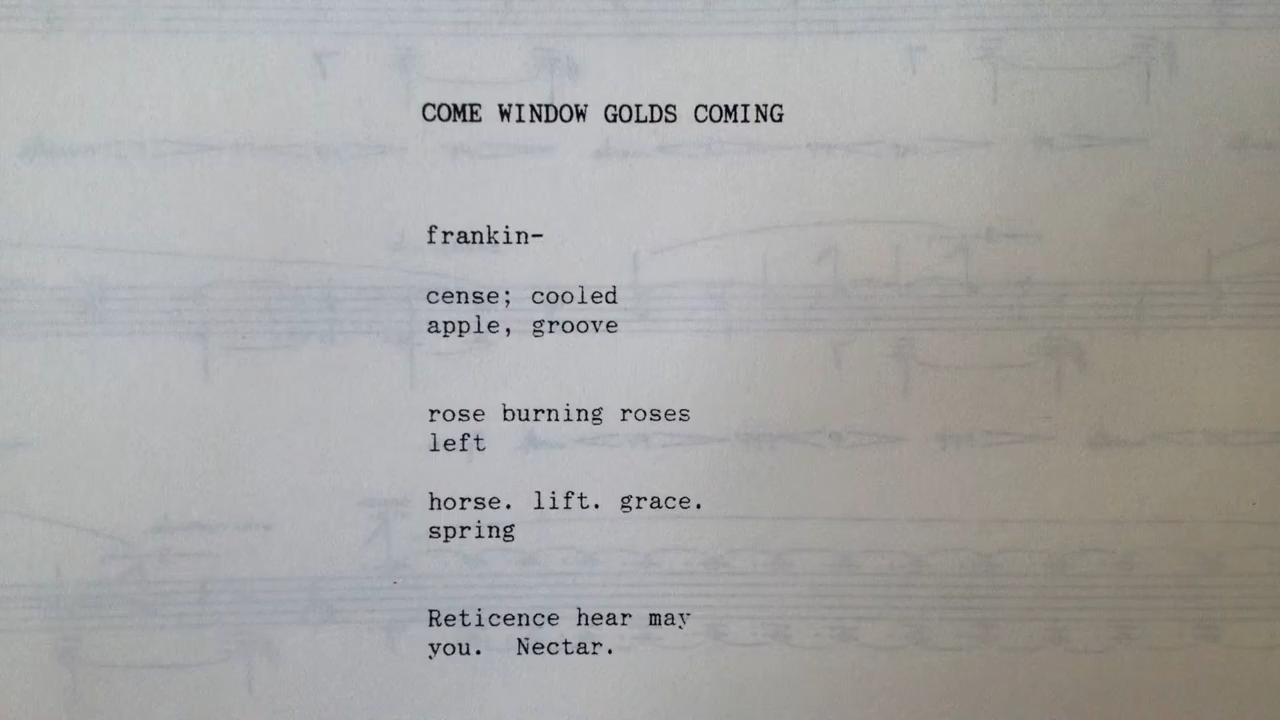 COME WINDOW GOLDS COMING
frankin-
cense; cooled
apple, groove
rose burning roses
left
horse. lift. grace.
spring
Reticence hear may
you.  Nectar.